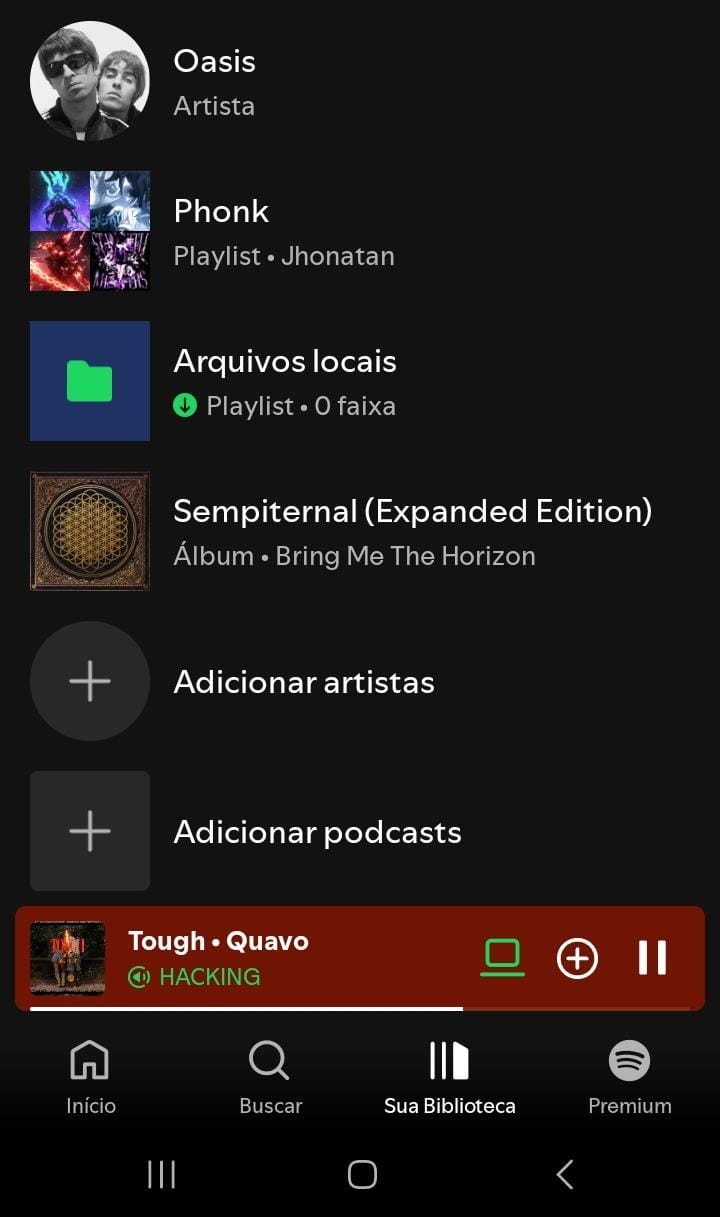 Oasis
Artista
Phonk
Playlist • Jhonatan
Arquivos locais
Playlist • 0 faixa
Sempiternal (Expanded Edition)
Álbum • Bring Me The Horizon
Adicionar artistas
Adicionar podcasts
Tough • Quavo
HACKING
Início
Buscar
Sua Biblioteca
Premium